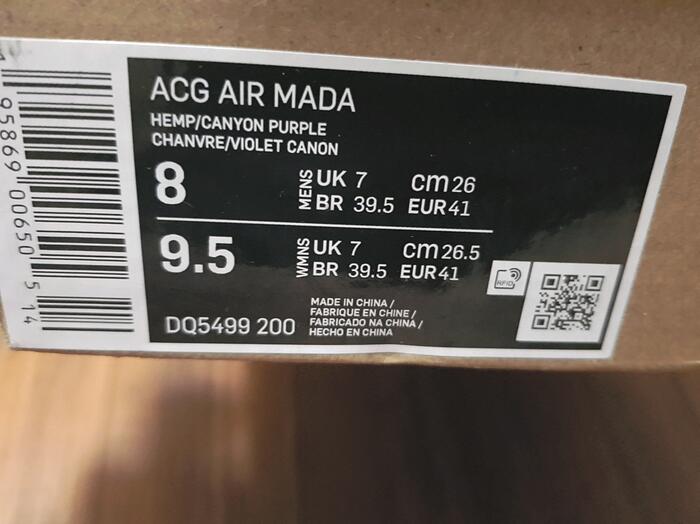 ACG AIR MADA
HEMP/CANYON PURPLE
CHANVRE/VIOLET CANON
8 MENS UK 7 cm 26
BR 39.5 EUR 41
9.5 WMNS UK 7 cm 26.5
BR 39.5 EUR 41
RFID
MADE IN CHINA /
FABRIQUE EN CHINE /
FABRICADO NA CHINA /
HECHO EN CHINA
DQ5499 200
95869 00650 5 14